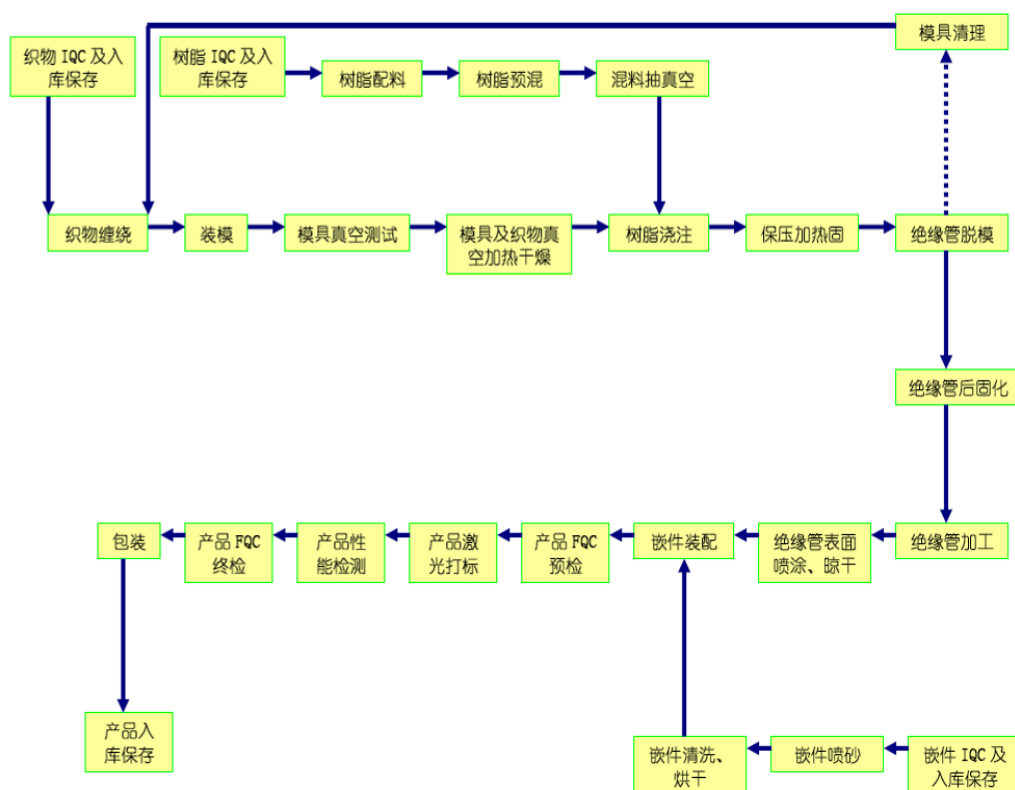 模具清理
织物 IQC 及入
库保存
树脂 IQC 及入
库保存
树脂配料
树脂预混
混料抽真空
织物缠绕
装模
模具真空测试
模具及织物真
空加热干燥
树脂浇注
保压加热固
绝缘管脱模
绝缘管后固化
包装
产品 FQC
终检
产品性
能检测
产品激
光打标
产品 FQC
预检
嵌件装配
绝缘管表面
喷涂、晾干
绝缘管加工
产品入
库保存
嵌件清洗、
烘干
嵌件喷砂
嵌件 IQC 及
入库保存